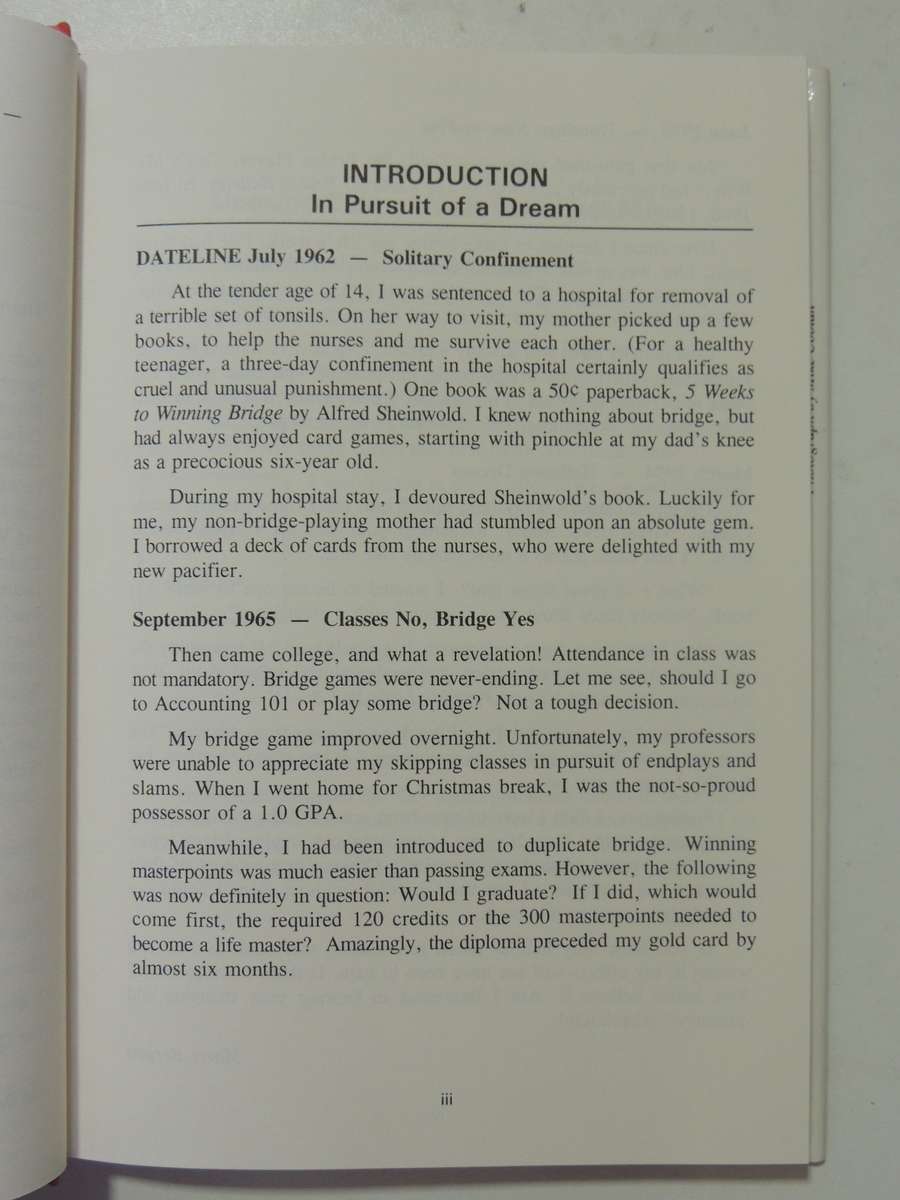 INTRODUCTION
In Pursuit of a Dream
DATELINE July 1962 — Solitary Confinement
At the tender age of 14, I was sentenced to a hospital for removal of
a terrible set of tonsils. On her way to visit, my mother picked up a few
books, to help the nurses and me survive each other. (For a healthy
teenager, a three-day confinement in the hospital certainly qualifies as
cruel and unusual punishment.) One book was a 50¢ paperback, 5 Weeks
to Winning Bridge by Alfred Sheinwold. I knew nothing about bridge, but
had always enjoyed card games, starting with pinochle at my dad's knee
as a precocious six-year old.
During my hospital stay, I devoured Sheinwold's book. Luckily for
me, my non-bridge-playing mother had stumbled upon an absolute gem.
I borrowed a deck of cards from the nurses, who were delighted with my
new pacifier.
September 1965 — Classes No, Bridge Yes
Then came college, and what a revelation! Attendance in class was
not mandatory. Bridge games were never-ending. Let me see, should I go
to Accounting 101 or play some bridge? Not a tough decision.
My bridge game improved overnight. Unfortunately, my professors
were unable to appreciate my skipping classes in pursuit of endplays and
slams. When I went home for Christmas break, I was the not-so-proud
possessor of a 1.0 GPA.
Meanwhile, I had been introduced to duplicate bridge. Winning
masterpoints was much easier than passing exams. However, the following
was now definitely in question: Would I graduate? If I did, which would
come first, the required 120 credits or the 300 masterpoints needed to
become a life master? Amazingly, the diploma preceded my gold card by
almost six months.
iii